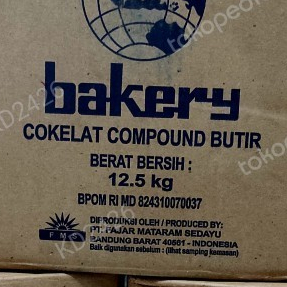 bakery
COKELAT COMPOUND BUTIR
BERAT BERSIH :
12.5 kg
BPOM RI MD 824310070037
DIPRODUKSI OLEH / PRODUCED BY:
PT. FAJAR MATARAM SEDAYU
BANDUNG BARAT 40561 - INDONESIA
Baik digunakan sebelum : (lihat samping kemasan)
F M S
tokopedia